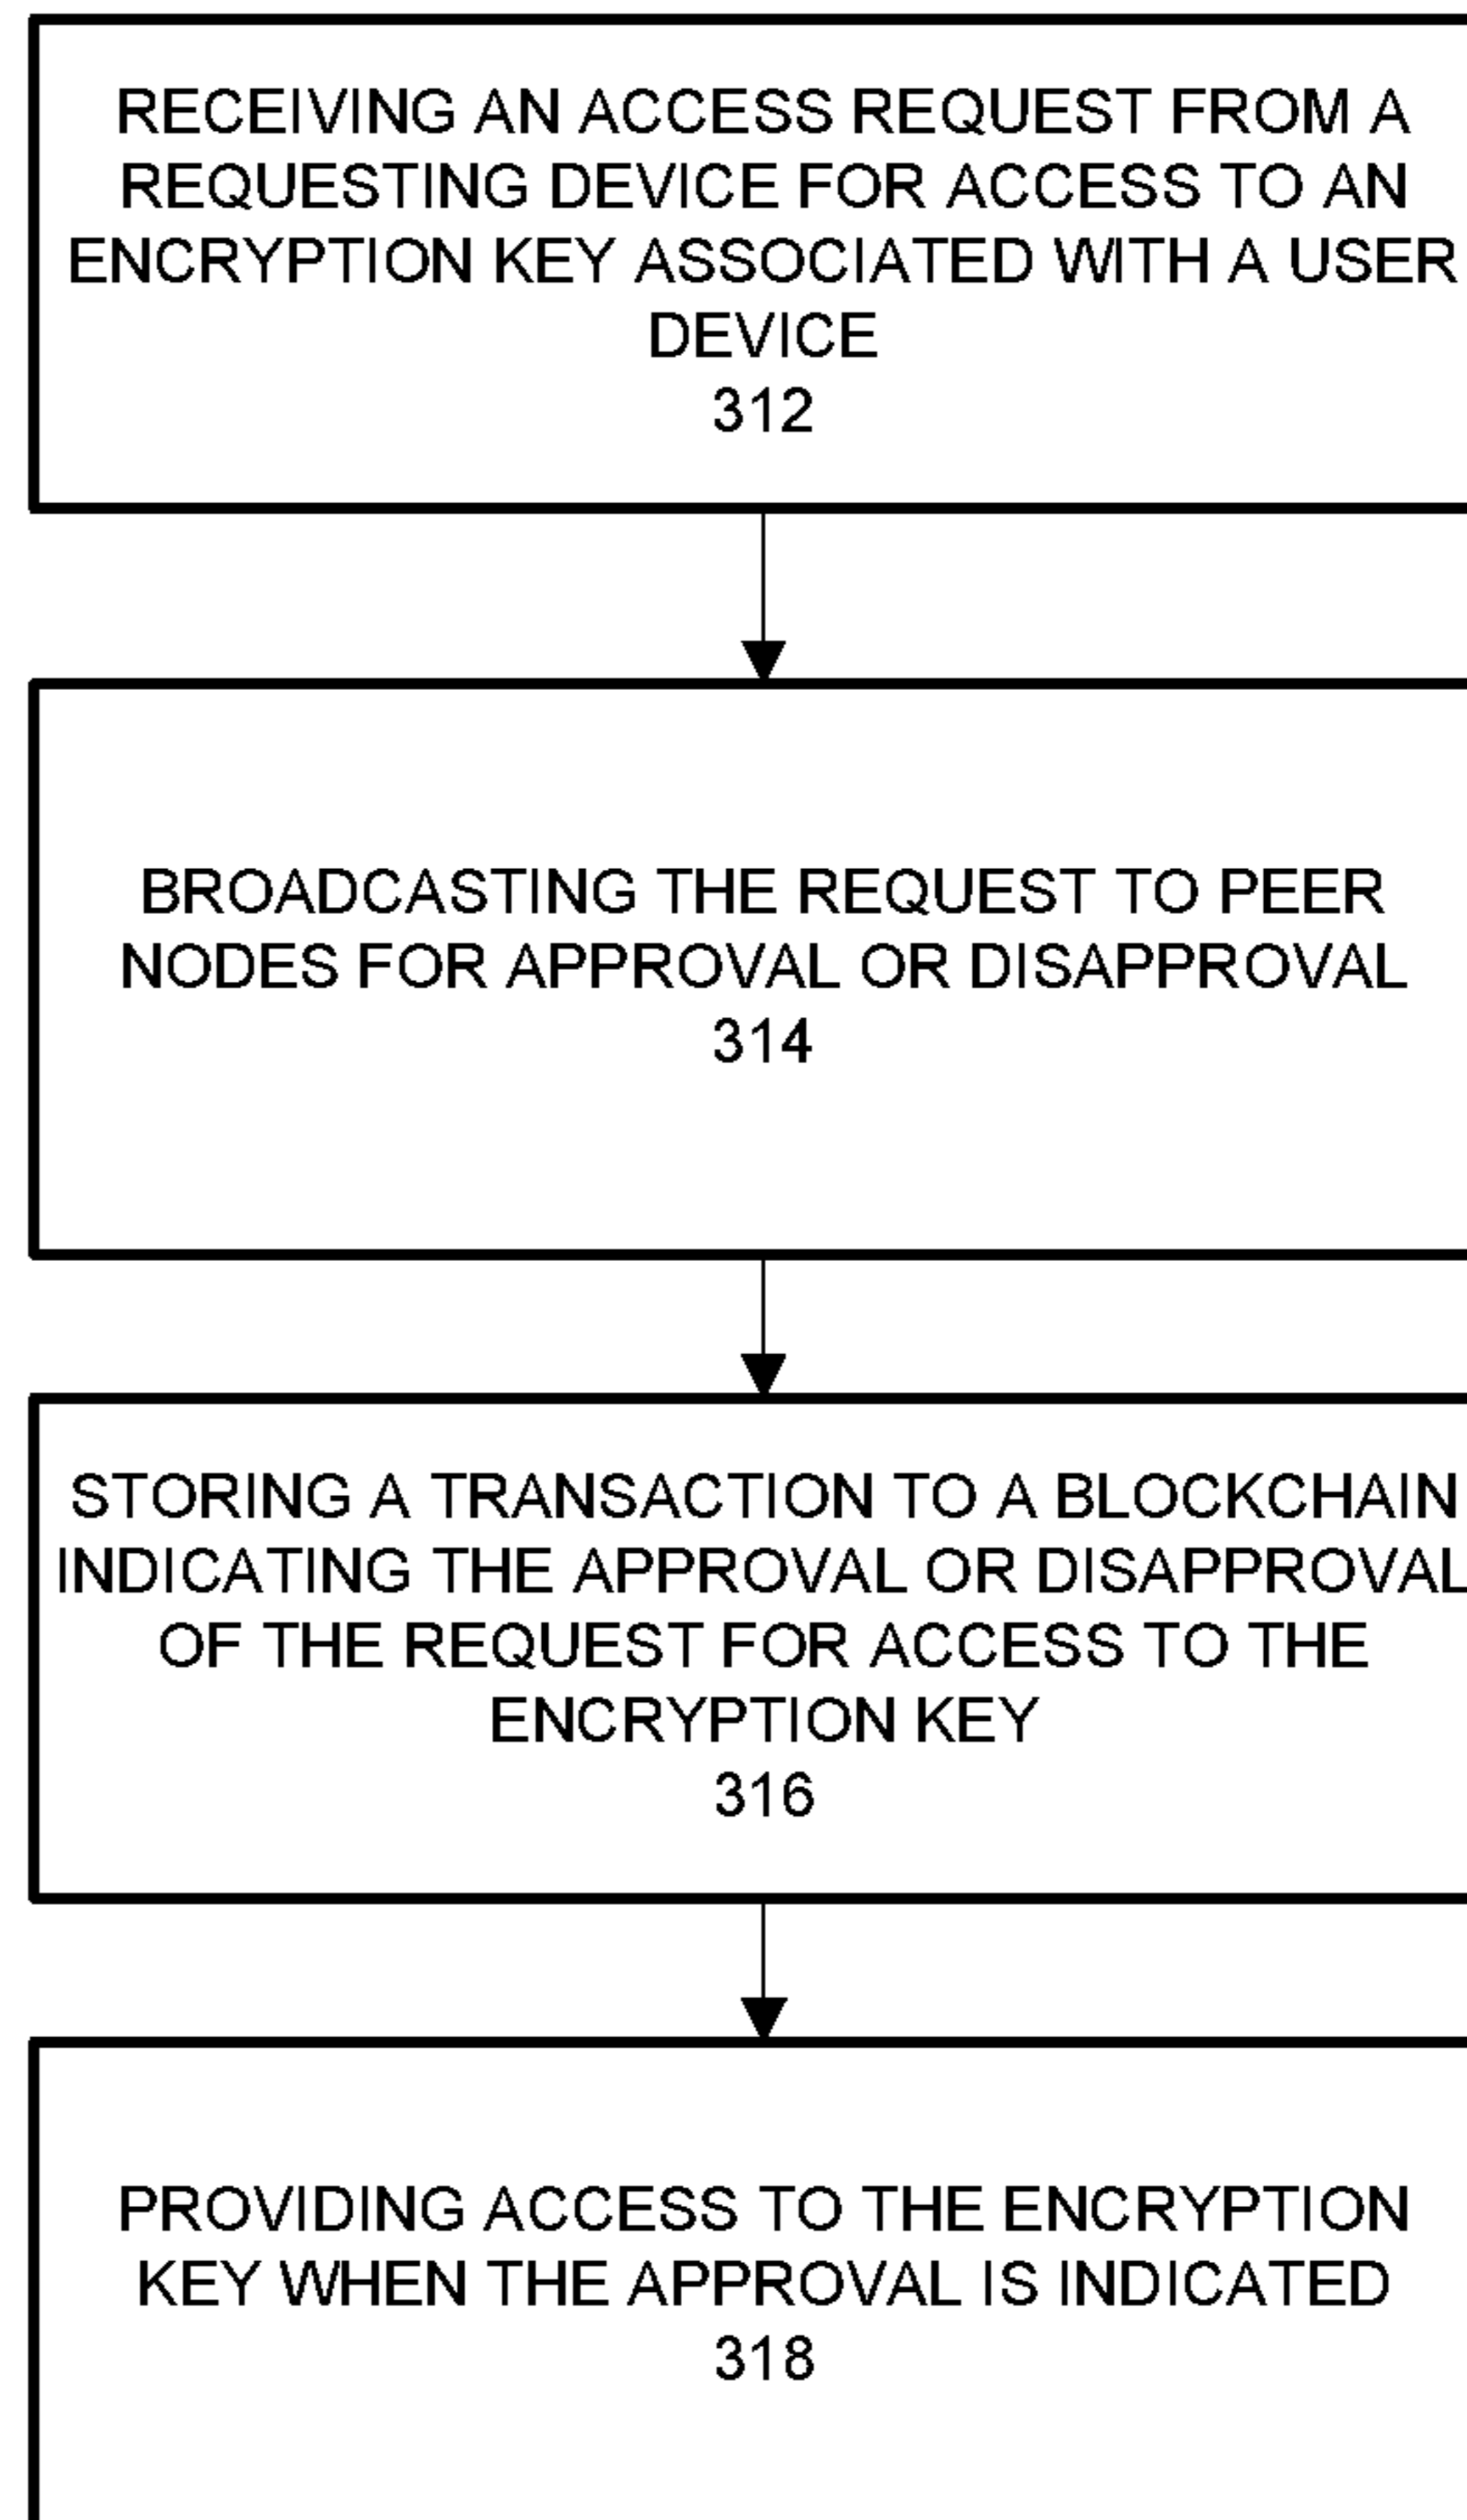 RECEIVING AN ACCESS REQUEST FROM A
REQUESTING DEVICE FOR ACCESS TO AN
ENCRYPTION KEY ASSOCIATED WITH A USER
DEVICE
312
BROADCASTING THE REQUEST TO PEER
NODES FOR APPROVAL OR DISAPPROVAL
314
STORING A TRANSACTION TO A BLOCKCHAIN
INDICATING THE APPROVAL OR DISAPPROVAL
OF THE REQUEST FOR ACCESS TO THE
ENCRYPTION KEY
316
PROVIDING ACCESS TO THE ENCRYPTION
KEY WHEN THE APPROVAL IS INDICATED
318